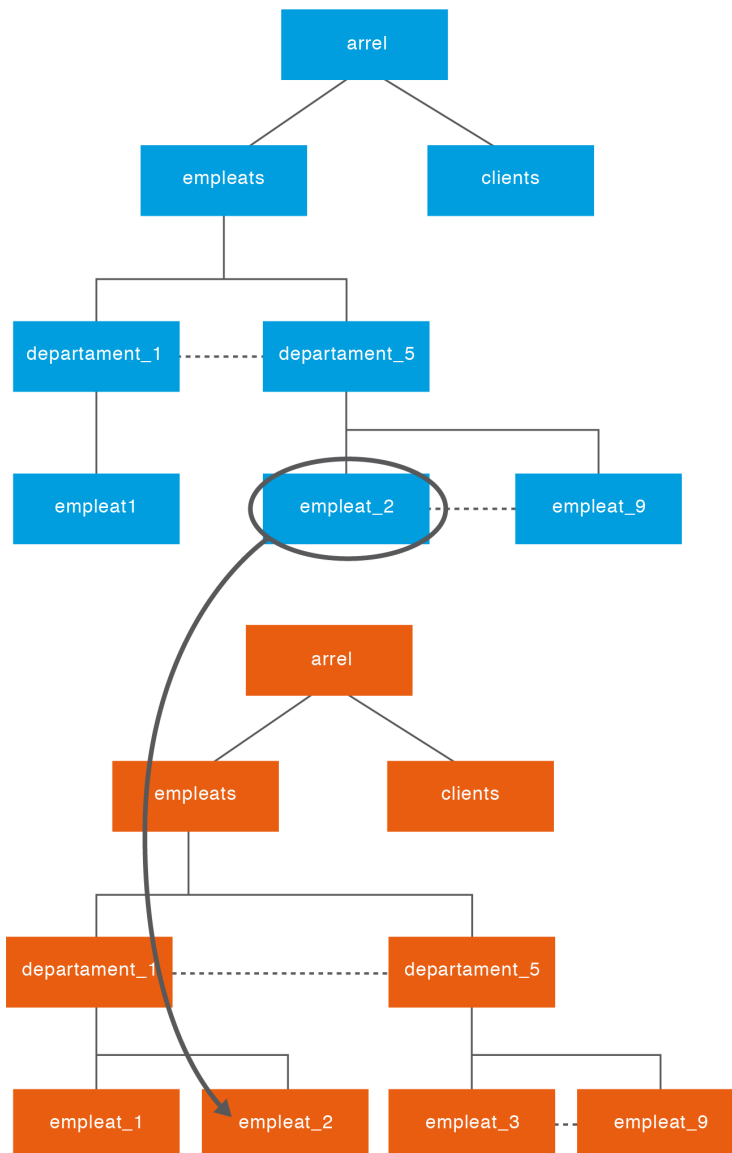 arrel
empleats
clients
departament_1
departament_5
empleat1
empleat_2
empleat_9
arrel
empleats
clients
departament_1
departament_5
empleat_1
empleat_2
empleat_3
empleat_9